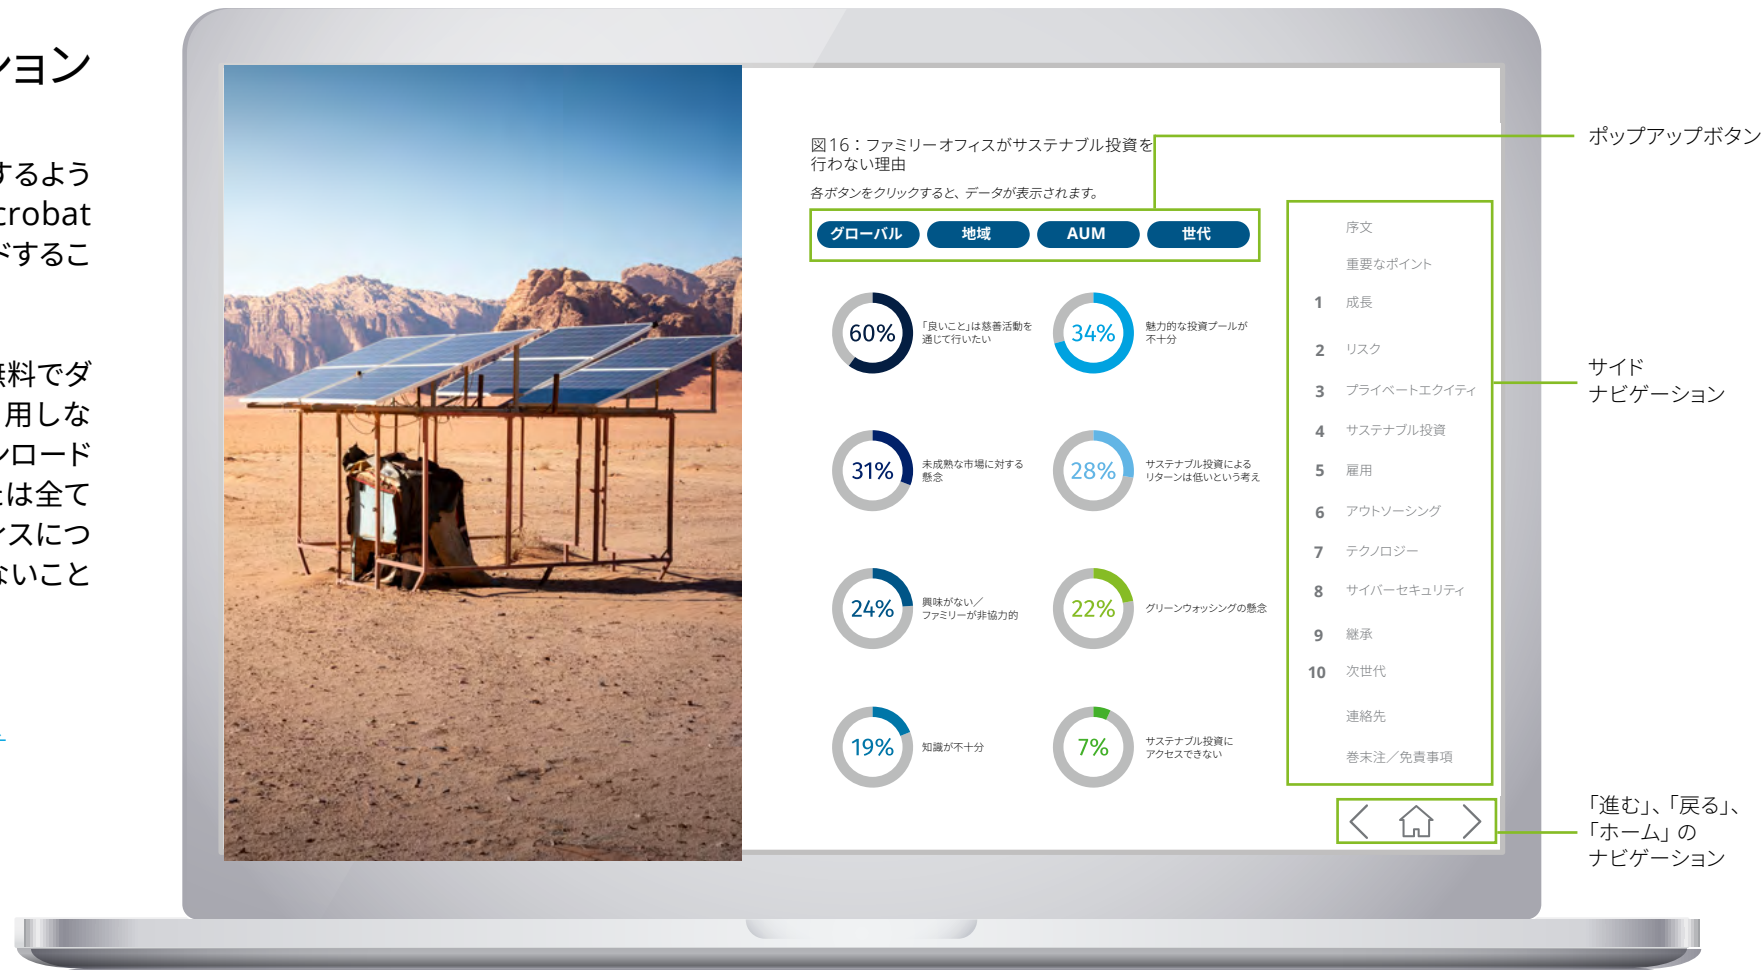 ション
するよう
crobat
ドするこ
無料でダ
用しな
ンロード
たは全て
ィスにつ
ないこと
図16：ファミリーオフィスがサステナブル投資を
行わない理由
各ボタンをクリックすると、データが表示されます。
グローバル
地域
AUM
世代
60%
「良いこと」は慈善活動を
通じて行いたい
34%
魅力的な投資プールが
不十分
31%
未成熟な市場に対する
懸念
28%
サステナブル投資による
リターンは低いという考え
24%
興味がない／
ファミリーが非協力的
22%
グリーンウォッシングの懸念
19%
知識が不十分
7%
サステナブル投資に
アクセスできない
序文
重要なポイント
1 成長
2 リスク
3 プライベートエクイティ
4 サステナブル投資
5 雇用
6 アウトソーシング
7 テクノロジー
8 サイバーセキュリティ
9 継承
10 次世代
連絡先
巻末注／免責事項
ポップアップボタン
サイド
ナビゲーション
「進む」、「戻る」、
「ホーム」の
ナビゲーション